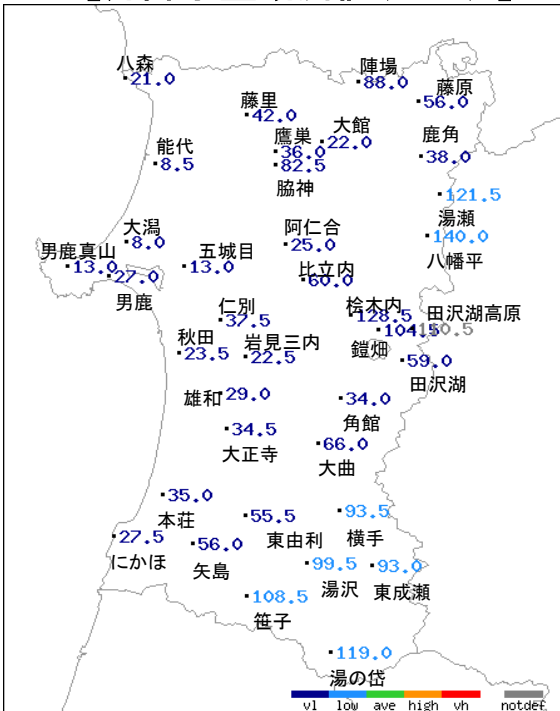 八森
21.0
陣場
88.0
藤里
42.0
藤原
56.0
能代
8.5
鷹巣
36.0
82.5
脇神
大館
22.0
鹿角
38.0
121.5
湯瀬
140.0
八幡平
大潟
8.0
男鹿真山
13.0
27.0
男鹿
五城目
13.0
阿仁合
25.0
比立内
60.0
仁別
37.5
桧木内
128.5
104.5
鎧畑
田沢湖高原
秋田
23.5
岩見三内
22.5
59.0
田沢湖
雄和
29.0
34.0
角館
34.5
大正寺
66.0
大曲
35.0
本荘
55.5
東由利
93.5
横手
27.5
にかほ
56.0
矢島
99.5
湯沢
93.0
東成瀬
108.5
笹子
119.0
湯の岱
vl low ave high vh notdef